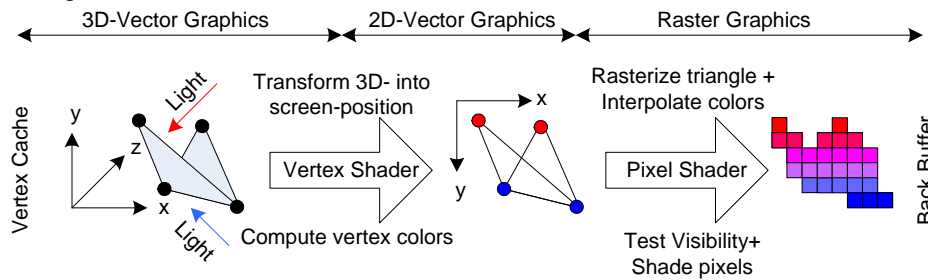 3D-Vector Graphics
2D-Vector Graphics
Raster Graphics
Vertex Cache
y
z
x
Light
Light
Transform 3D- into
screen-position
Vertex Shader
Compute vertex colors
x
y
Rasterize triangle +
Interpolate colors
Pixel Shader
Test Visibility+
Shade pixels
Back Buffer